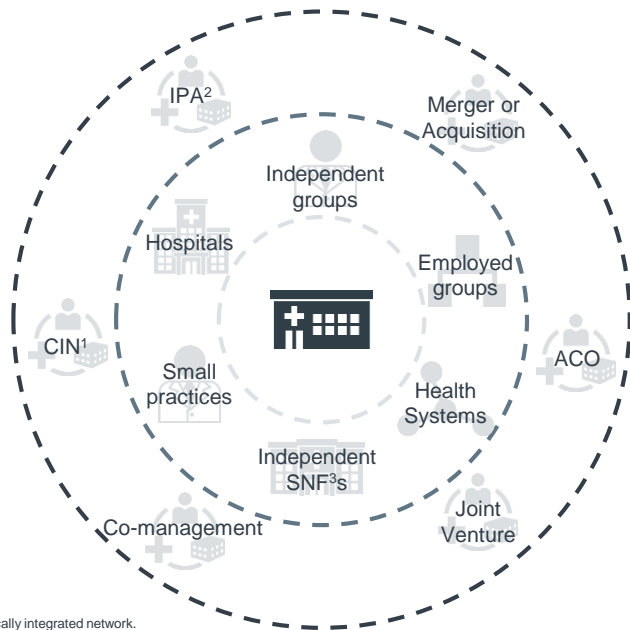 IPA²
Merger or
Acquisition
Independent
groups
Hospitals
Employed
groups
CIN¹
ACO
Small
practices
Health
Systems
Independent
SNF³s
Co-management
Joint
Venture
integrated network.